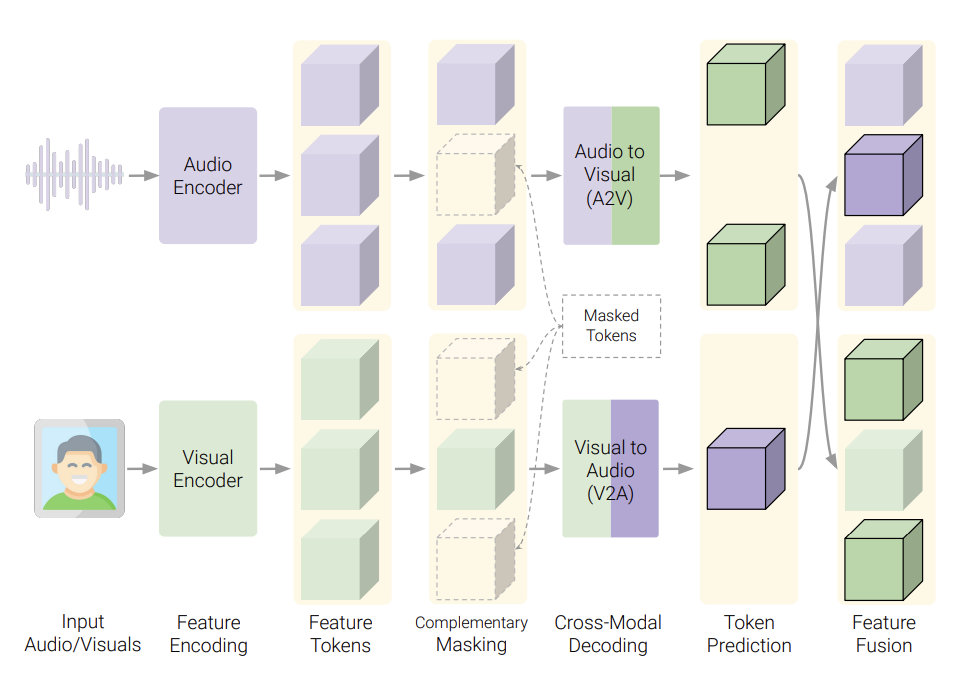 Audio
Encoder
Audio to
Visual
(A2V)
Masked
Tokens
Visual
Encoder
Visual to
Audio
(V2A)
Input
Audio/Visuals
Feature
Encoding
Feature
Tokens
Complementary
Masking
Cross-Modal
Decoding
Token
Prediction
Feature
Fusion